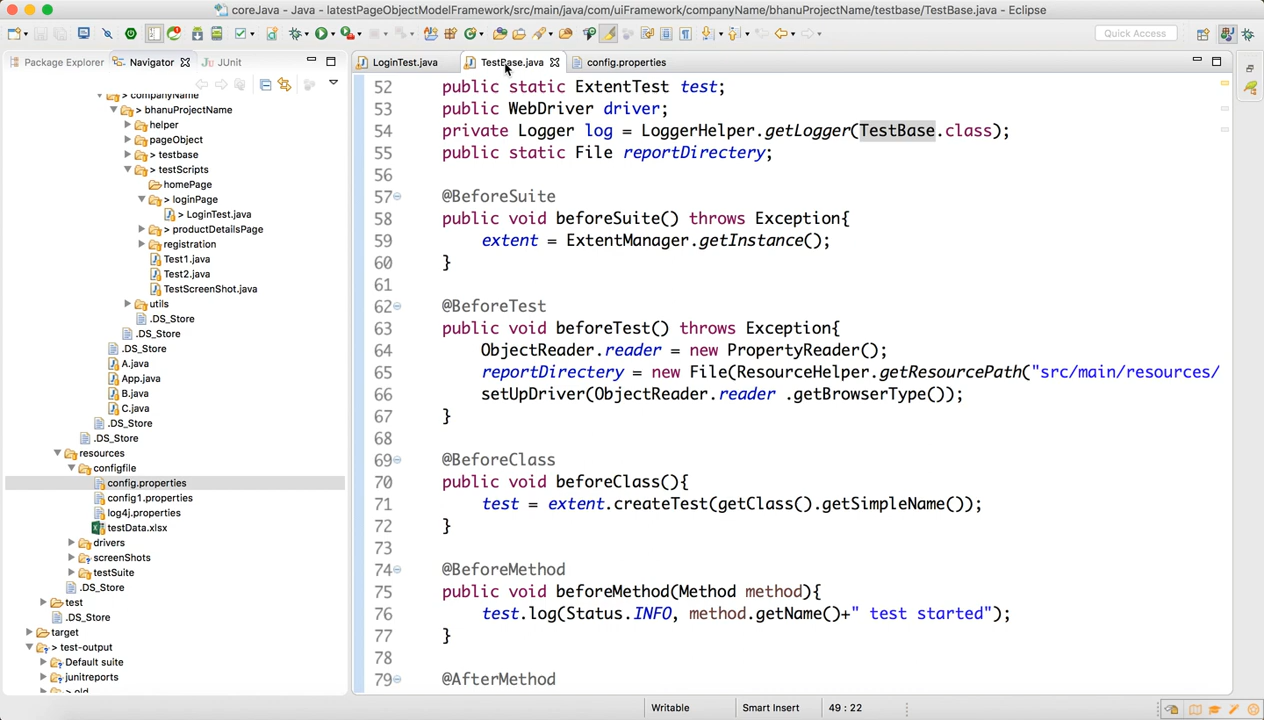 coreJava - Java - latestPageObjectModelFramework/src/main/java/com/uiFramework/companyName/bhanuProjectName/testbase/TestBase.java - Eclipse
Quick Access
Package Explorer
Navigator
JUnit
LoginTest.java
TestBase.java
config.properties
> companyName
> bhanuProjectName
helper
pageObject
> testbase
> testScripts
homePage
> loginPage
> LoginTest.java
> productDetailsPage
registration
Test1.java
Test2.java
TestScreenShot.java
utils
.DS_Store
.DS_Store
.DS_Store
A.java
App.java
B.java
C.java
.DS_Store
.DS_Store
resources
configfile
config.properties
config1.properties
log4j.properties
testData.xlsx
drivers
screenShots
testSuite
.DS_Store
test
.DS_Store
target
> test-output
Default suite
junitreports
> old
52 public static ExtentTest test;
53 public WebDriver driver;
54 private Logger log = LoggerHelper.getLogger(TestBase.class);
55 public static File reportDirectery;
56
57 @BeforeSuite
58 public void beforeSuite() throws Exception{
59 extent = ExtentManager.getInstance();
60 }
61
62 @BeforeTest
63 public void beforeTest() throws Exception{
64 ObjectReader.reader = new PropertyReader();
65 reportDirectery = new File(ResourceHelper.getResourcePath("src/main/resources/
66 setUpDriver(ObjectReader.reader .getBrowserType());
67 }
68
69 @BeforeClass
70 public void beforeClass(){
71 test = extent.createTest(getClass().getSimpleName());
72 }
73
74 @BeforeMethod
75 public void beforeMethod(Method method){
76 test.log(Status.INFO, method.getName()+" test started");
77 }
78
79 @AfterMethod
Writable
Smart Insert
49 : 22